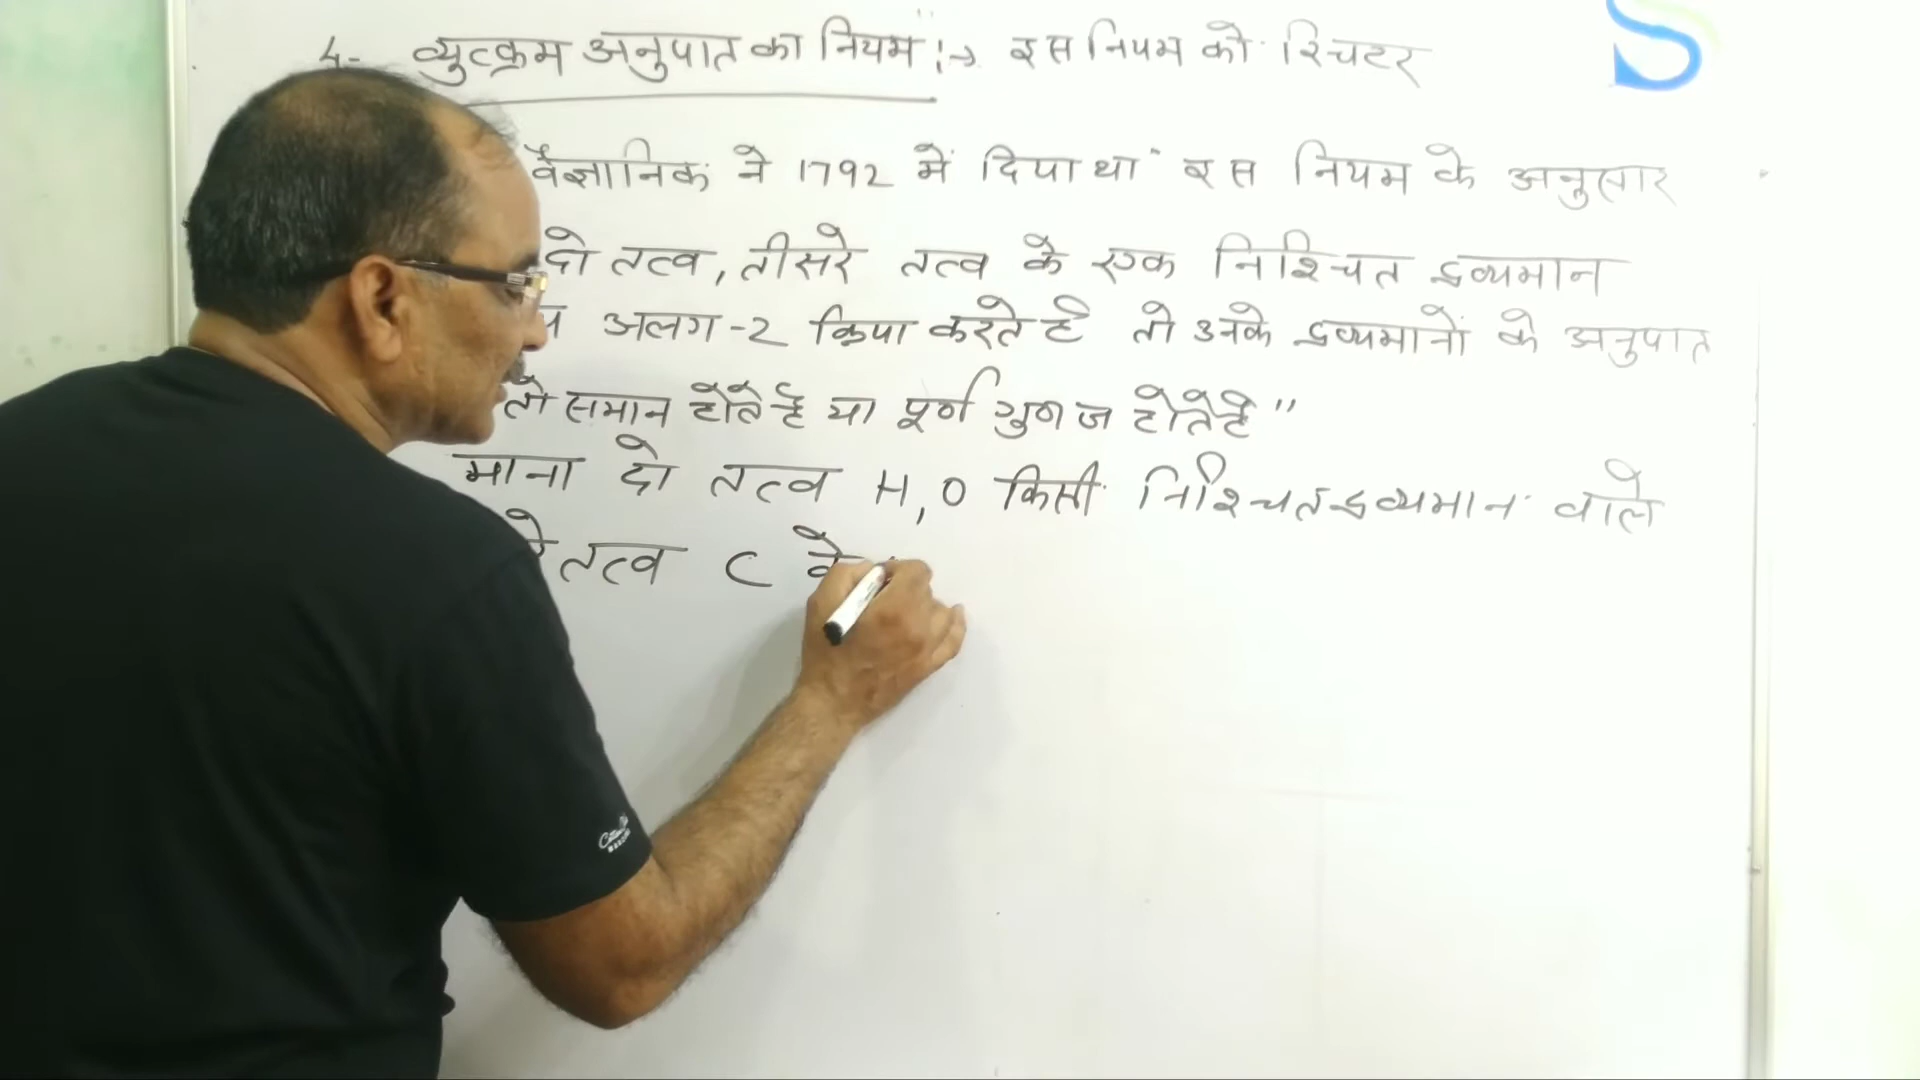 4- व्युत्क्रम अनुपात का नियम :→ इस नियम को रिचटर
वैज्ञानिक ने 1792 में दिया था इस नियम के अनुसार
दो तत्व, तीसरे तत्व के एक निश्चित द्रव्यमान
अलग-2 क्रिया करते है तो उनके द्रव्यमानों के अनुपात
तो समान होते है या पूर्ण गुणज होते है"
माना दो तत्व H, O किसी निश्चित द्रव्यमान वाले
तत्व C के
S